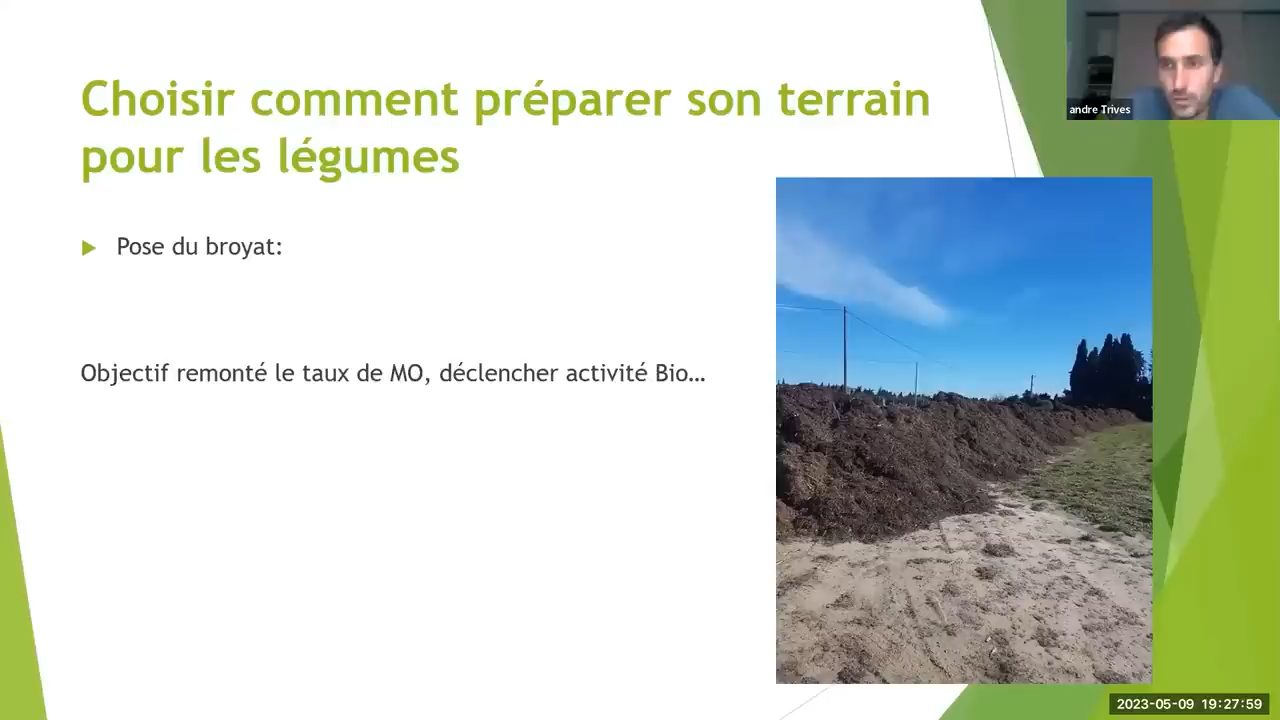 Choisir comment préparer son terrain
pour les légumes
andre Trives
Pose du broyat:
Objectif remonté le taux de MO, déclencher activité Bio…
2023-05-09 19:27:59